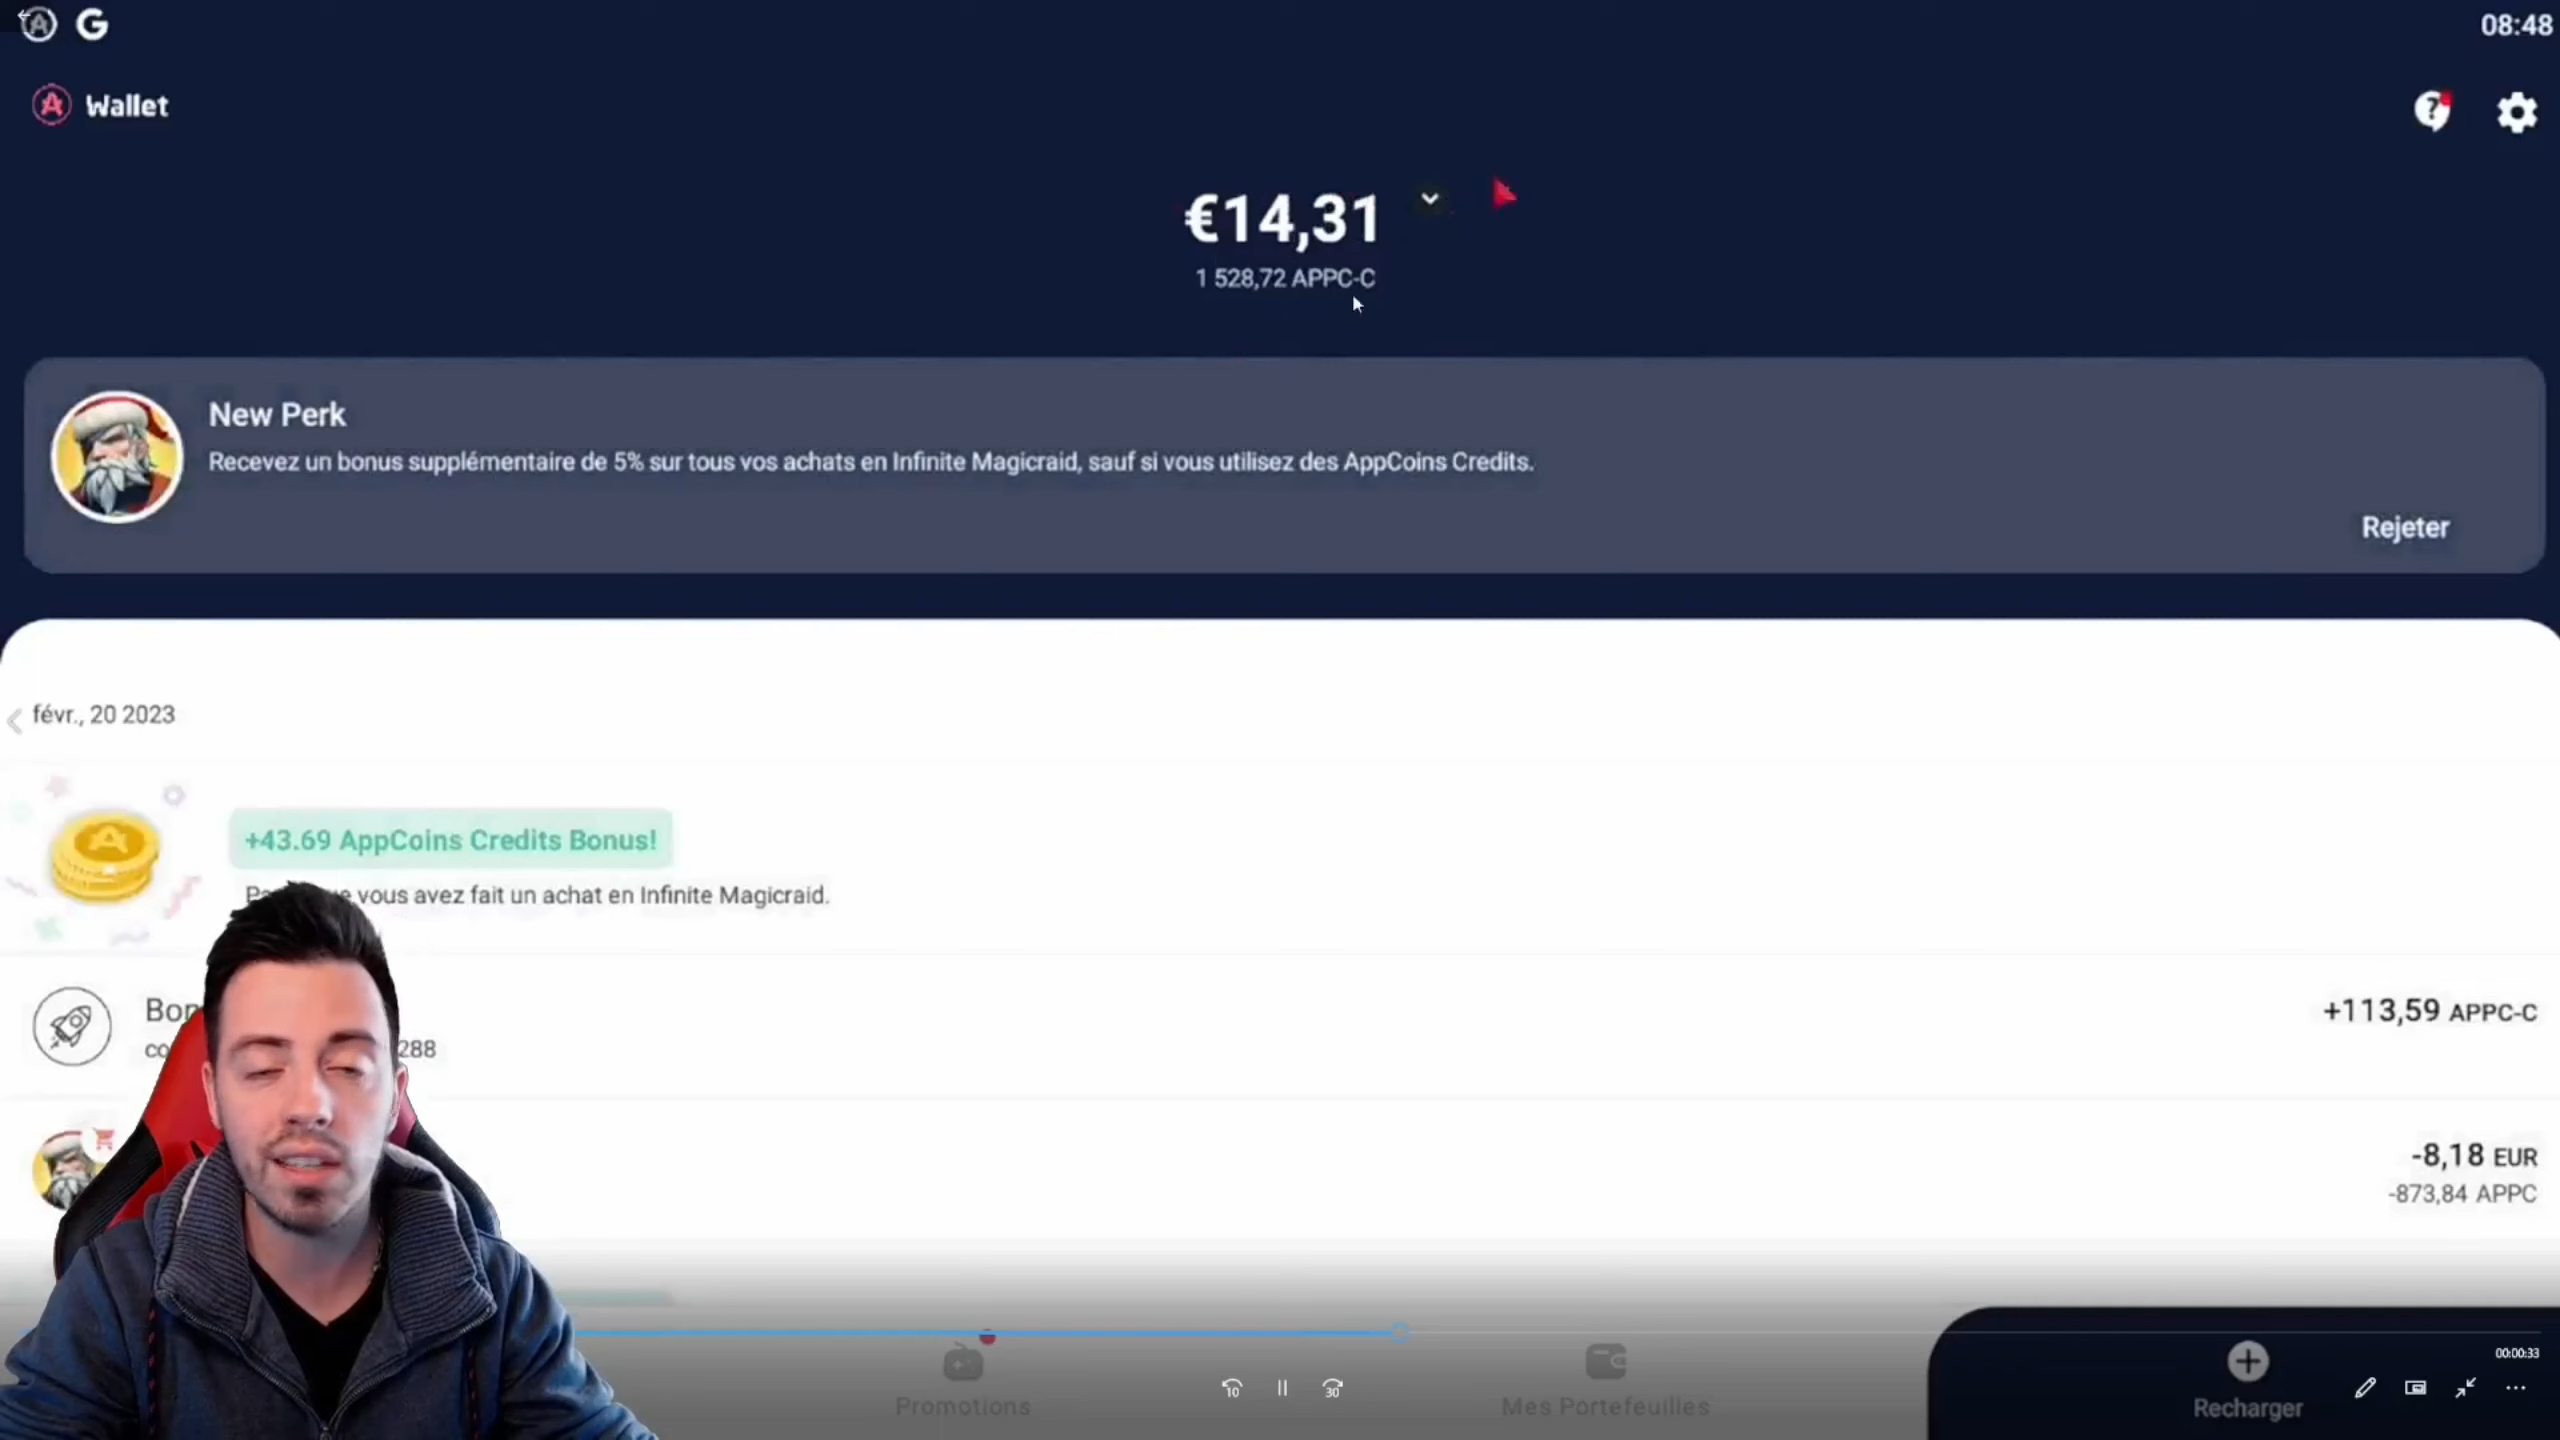 08:48
Wallet
€14,31
1 528,72 APPC-C
New Perk
Recevez un bonus supplémentaire de 5% sur tous vos achats en Infinite Magicraid, sauf si vous utilisez des AppCoins Credits.
Rejeter
févr., 20 2023
+43.69 AppCoins Credits Bonus!
vous avez fait un achat en Infinite Magicraid.
+113,59 APPC-C
288
-8,18 EUR
-873,84 APPC
00:00:33
10
30
Promotions
Mes Portefeuilles
Recharger